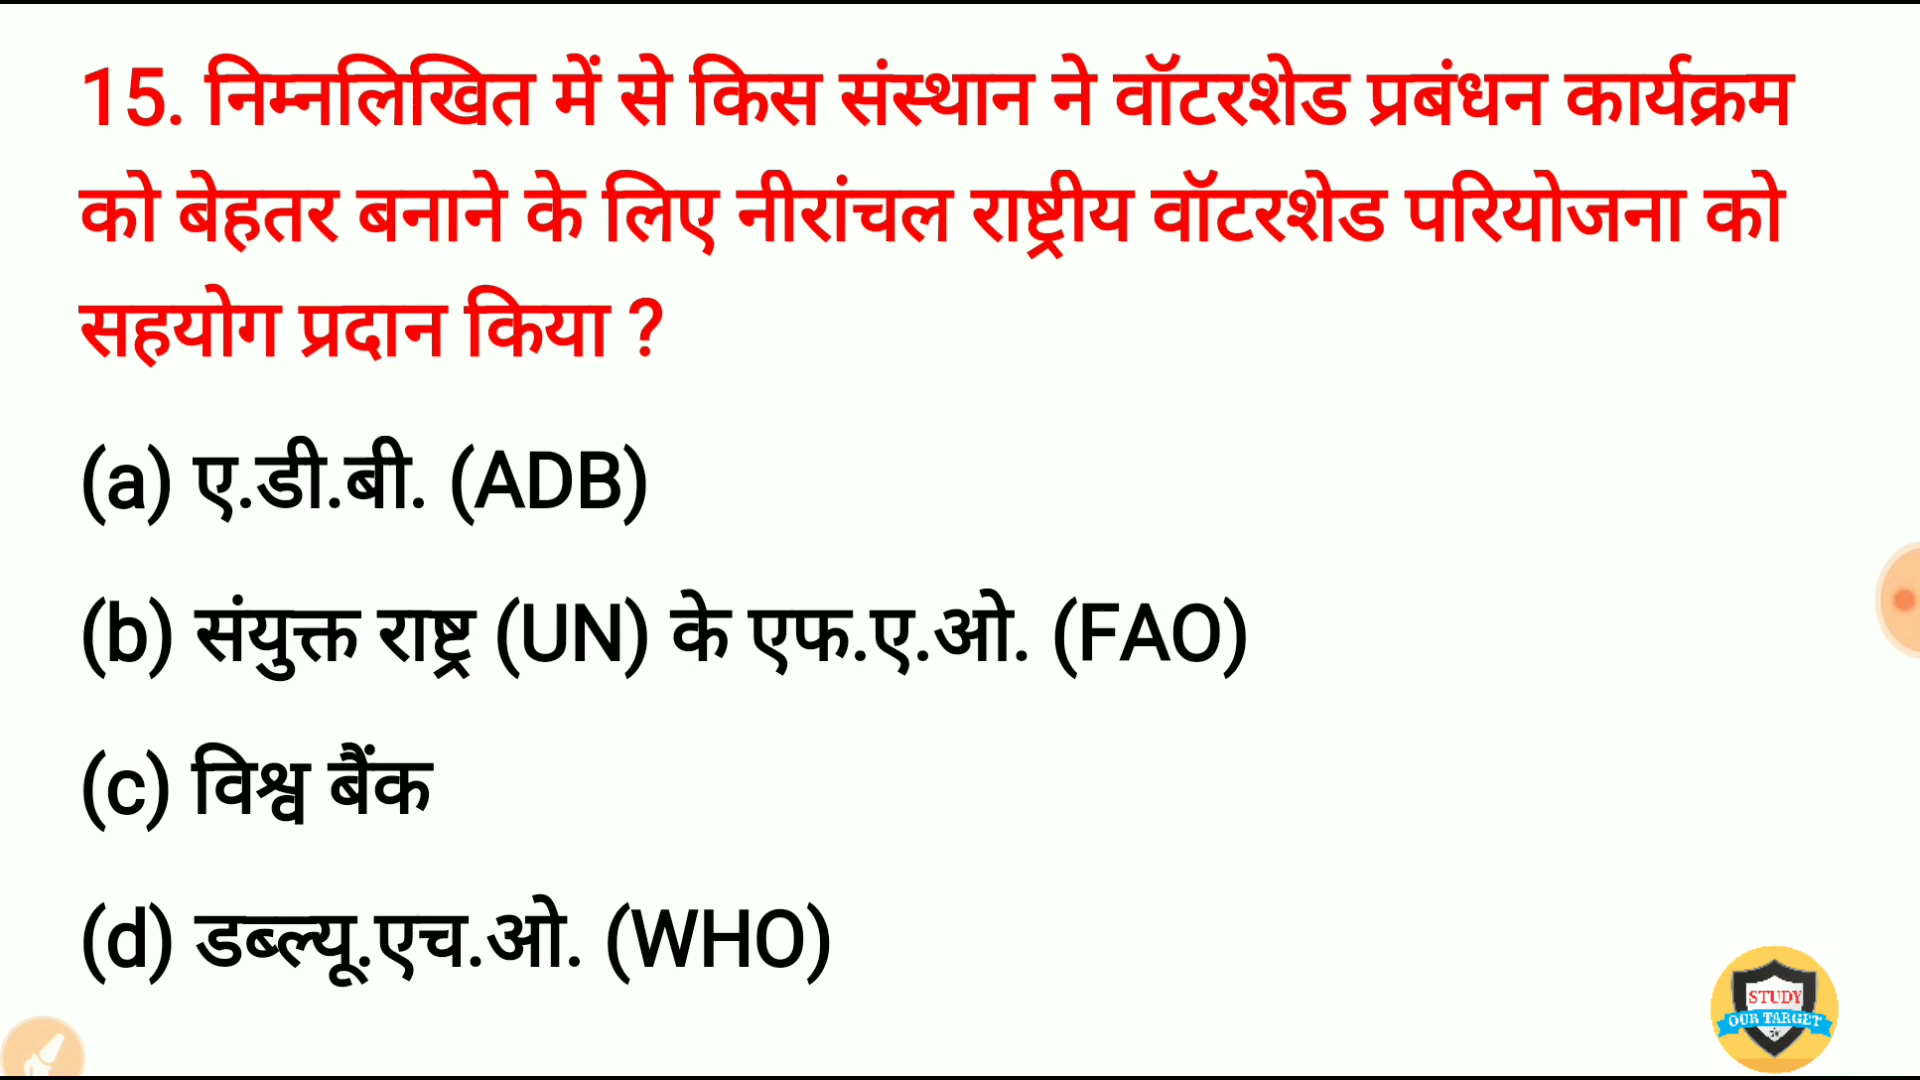 15. निम्नलिखित में से किस संस्थान ने वॉटरशेड प्रबंधन कार्यक्रम
को बेहतर बनाने के लिए नीरांचल राष्ट्रीय वॉटरशेड परियोजना को
सहयोग प्रदान किया ?
(a) ए.डी.बी. (ADB)
(b) संयुक्त राष्ट्र (UN) के एफ.ए.ओ. (FAO)
(c) विश्व बैंक
(d) डब्ल्यू.एच.ओ. (WHO)
STUDY
OUR TARGET